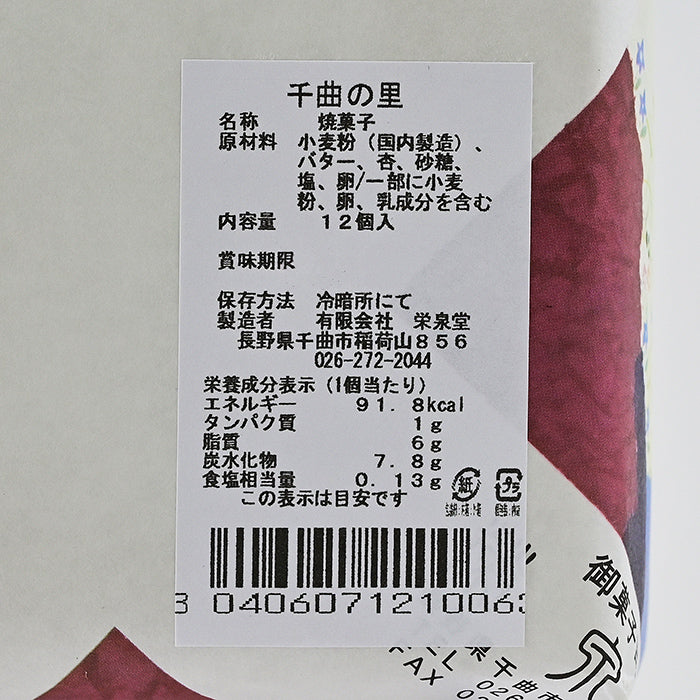 千曲の里
名称　焼菓子
原材料　小麦粉（国内製造）、
バター、杏、砂糖、
塩、卵/一部に小麦
粉、卵、乳成分を含む
内容量　１２個入
賞味期限
保存方法　冷暗所にて
製造者　有限会社　栄泉堂
長野県千曲市稲荷山８５６
026-272-2044
栄養成分表示（1個当たり）
エネルギー　９１．８kcal
タンパク質　１ｇ
脂質　６ｇ
炭水化物　７．８ｇ
食塩相当量　０．１３ｇ
この表示は目安です
紙
プラ
040607121006
御菓子
千曲市
FAX 026